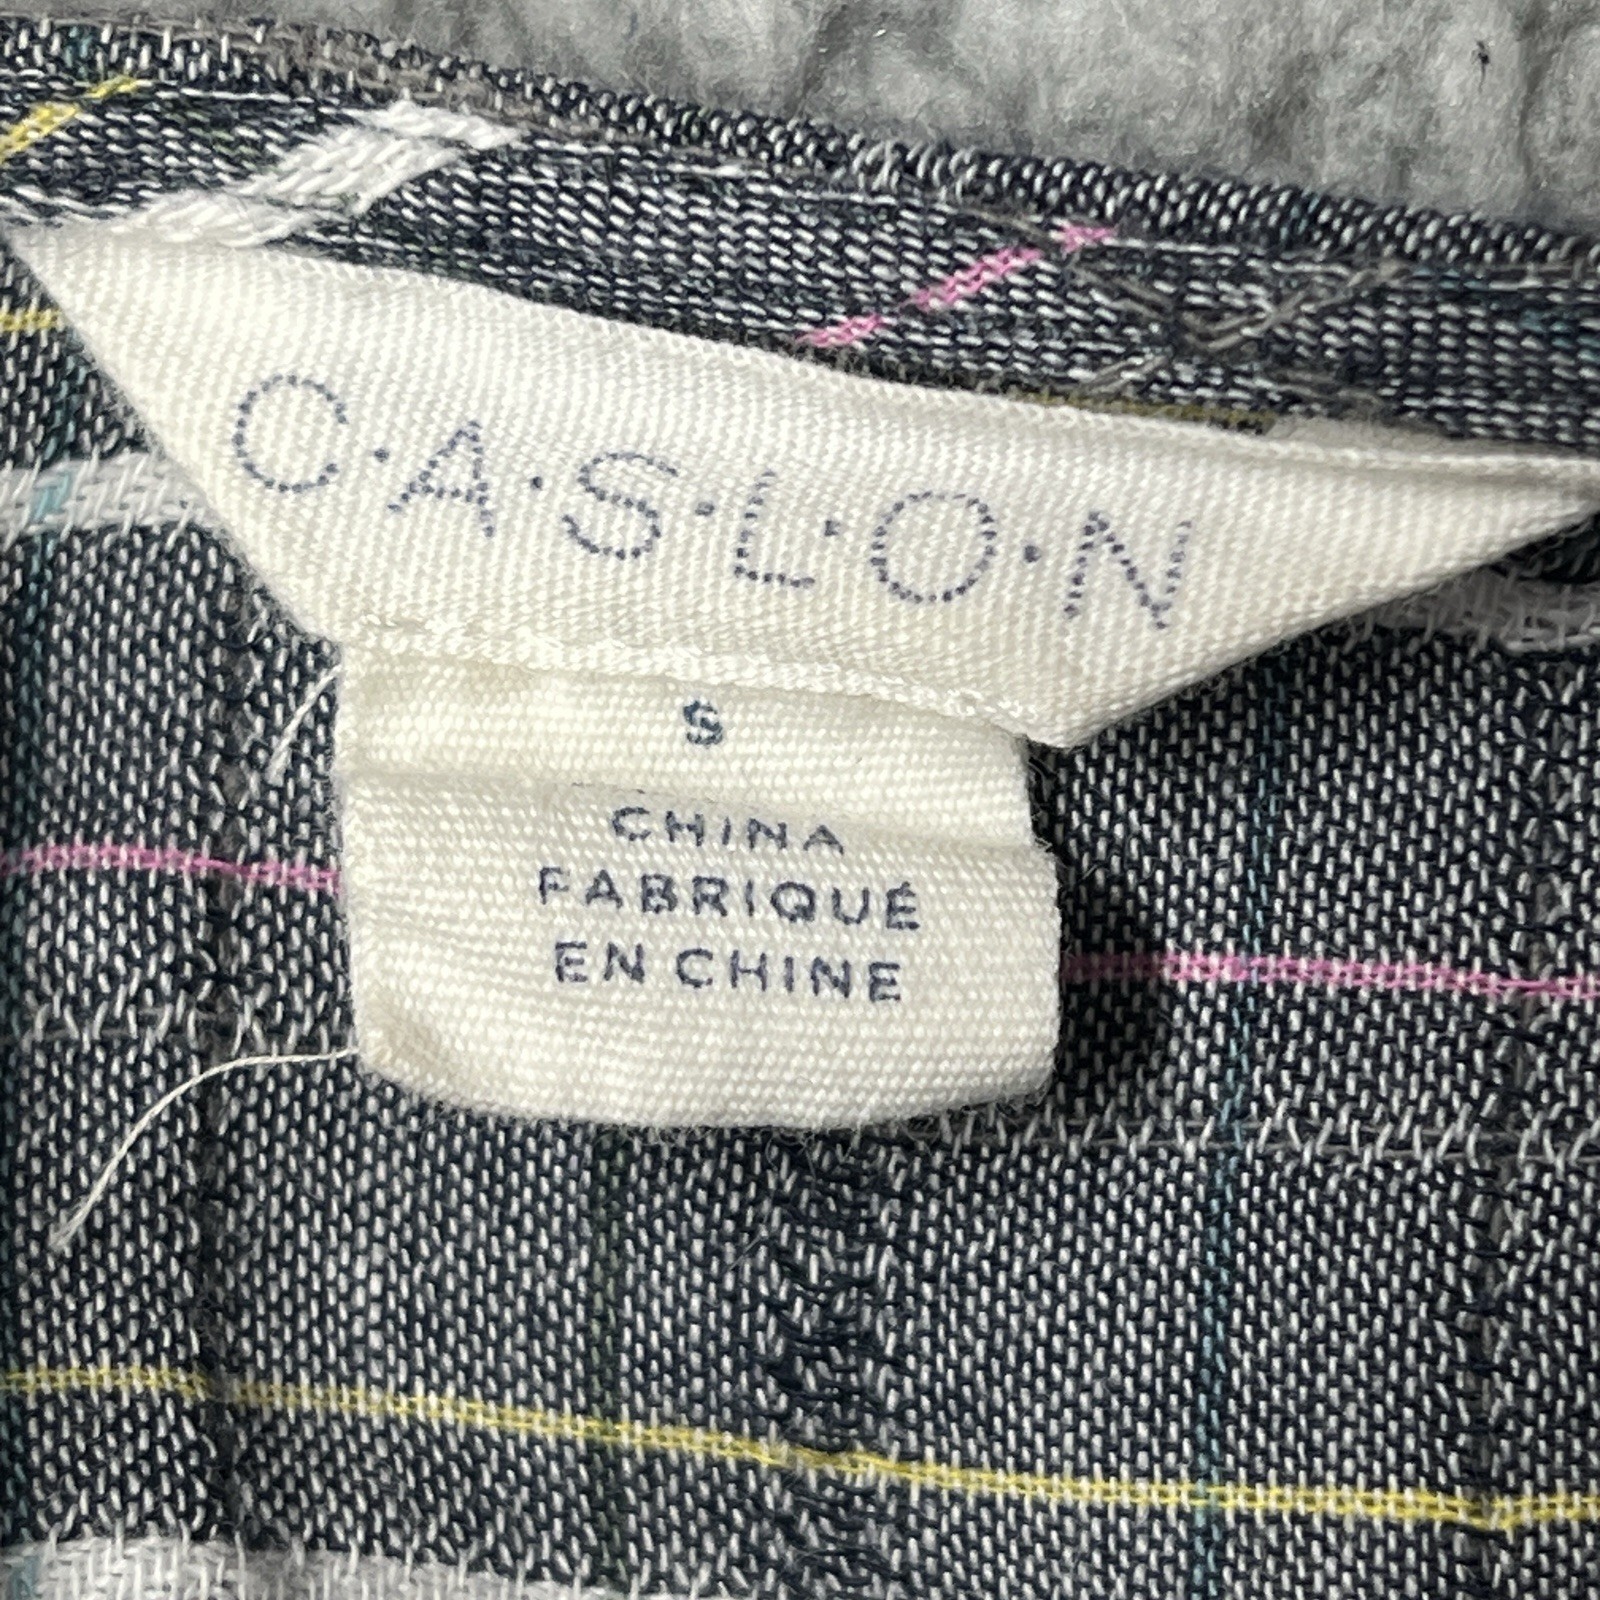 C·A·S·L·O·N
S
CHINA
FABRIQUÉ
EN CHINE